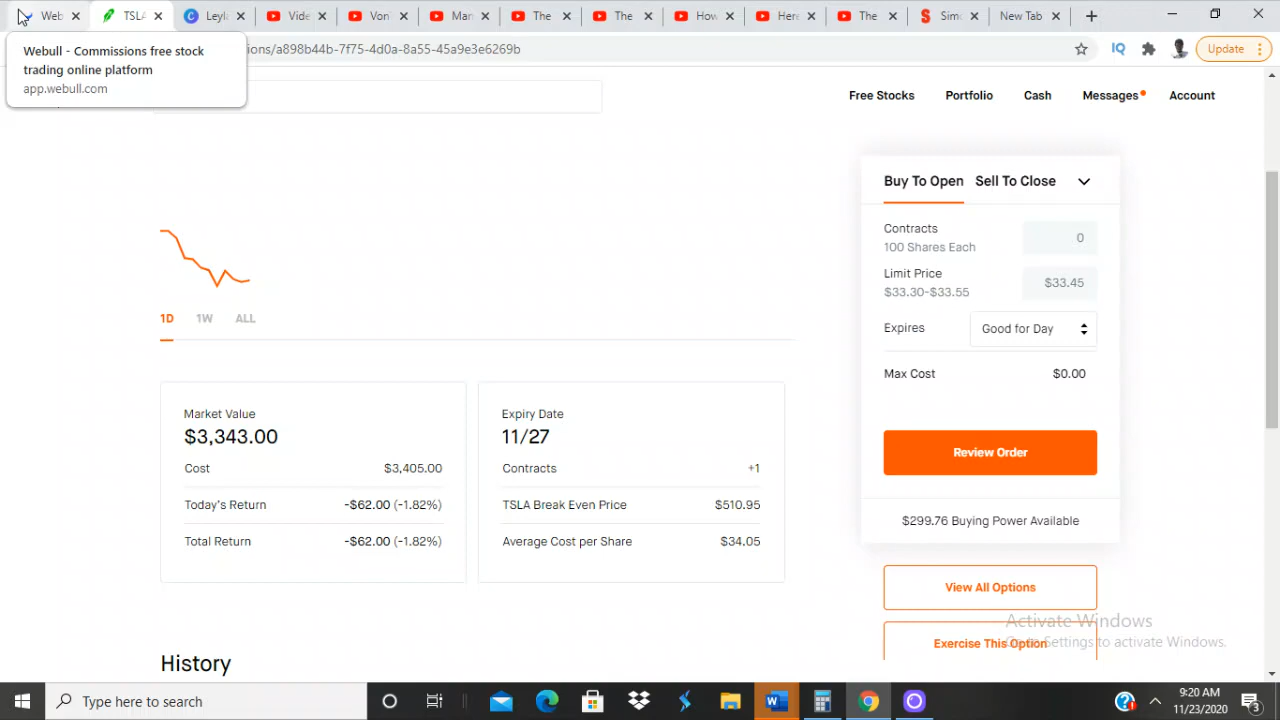 Web
TSLA
Leyl
Vide
Von
Mar
The
The
How
Here
The
Simo
New Tab
Webull - Commissions free stock
trading online platform
app.webull.com
ions/a898b44b-7f75-4d0a-8a55-45a9e3e6269b
IQ
Update
Free Stocks
Portfolio
Cash
Messages
Account
Buy To Open
Sell To Close
Contracts
100 Shares Each
0
Limit Price
$33.30-$33.55
$33.45
Expires
Good for Day
Max Cost
$0.00
Review Order
$299.76 Buying Power Available
View All Options
Exercise This Option
1D
1W
ALL
Market Value
$3,343.00
Cost
$3,405.00
Today's Return
-$62.00 (-1.82%)
Total Return
-$62.00 (-1.82%)
Expiry Date
11/27
Contracts
+1
TSLA Break Even Price
$510.95
Average Cost per Share
$34.05
History
Activate Windows
Go to Settings to activate Windows.
Type here to search
9:20 AM
11/23/2020
3